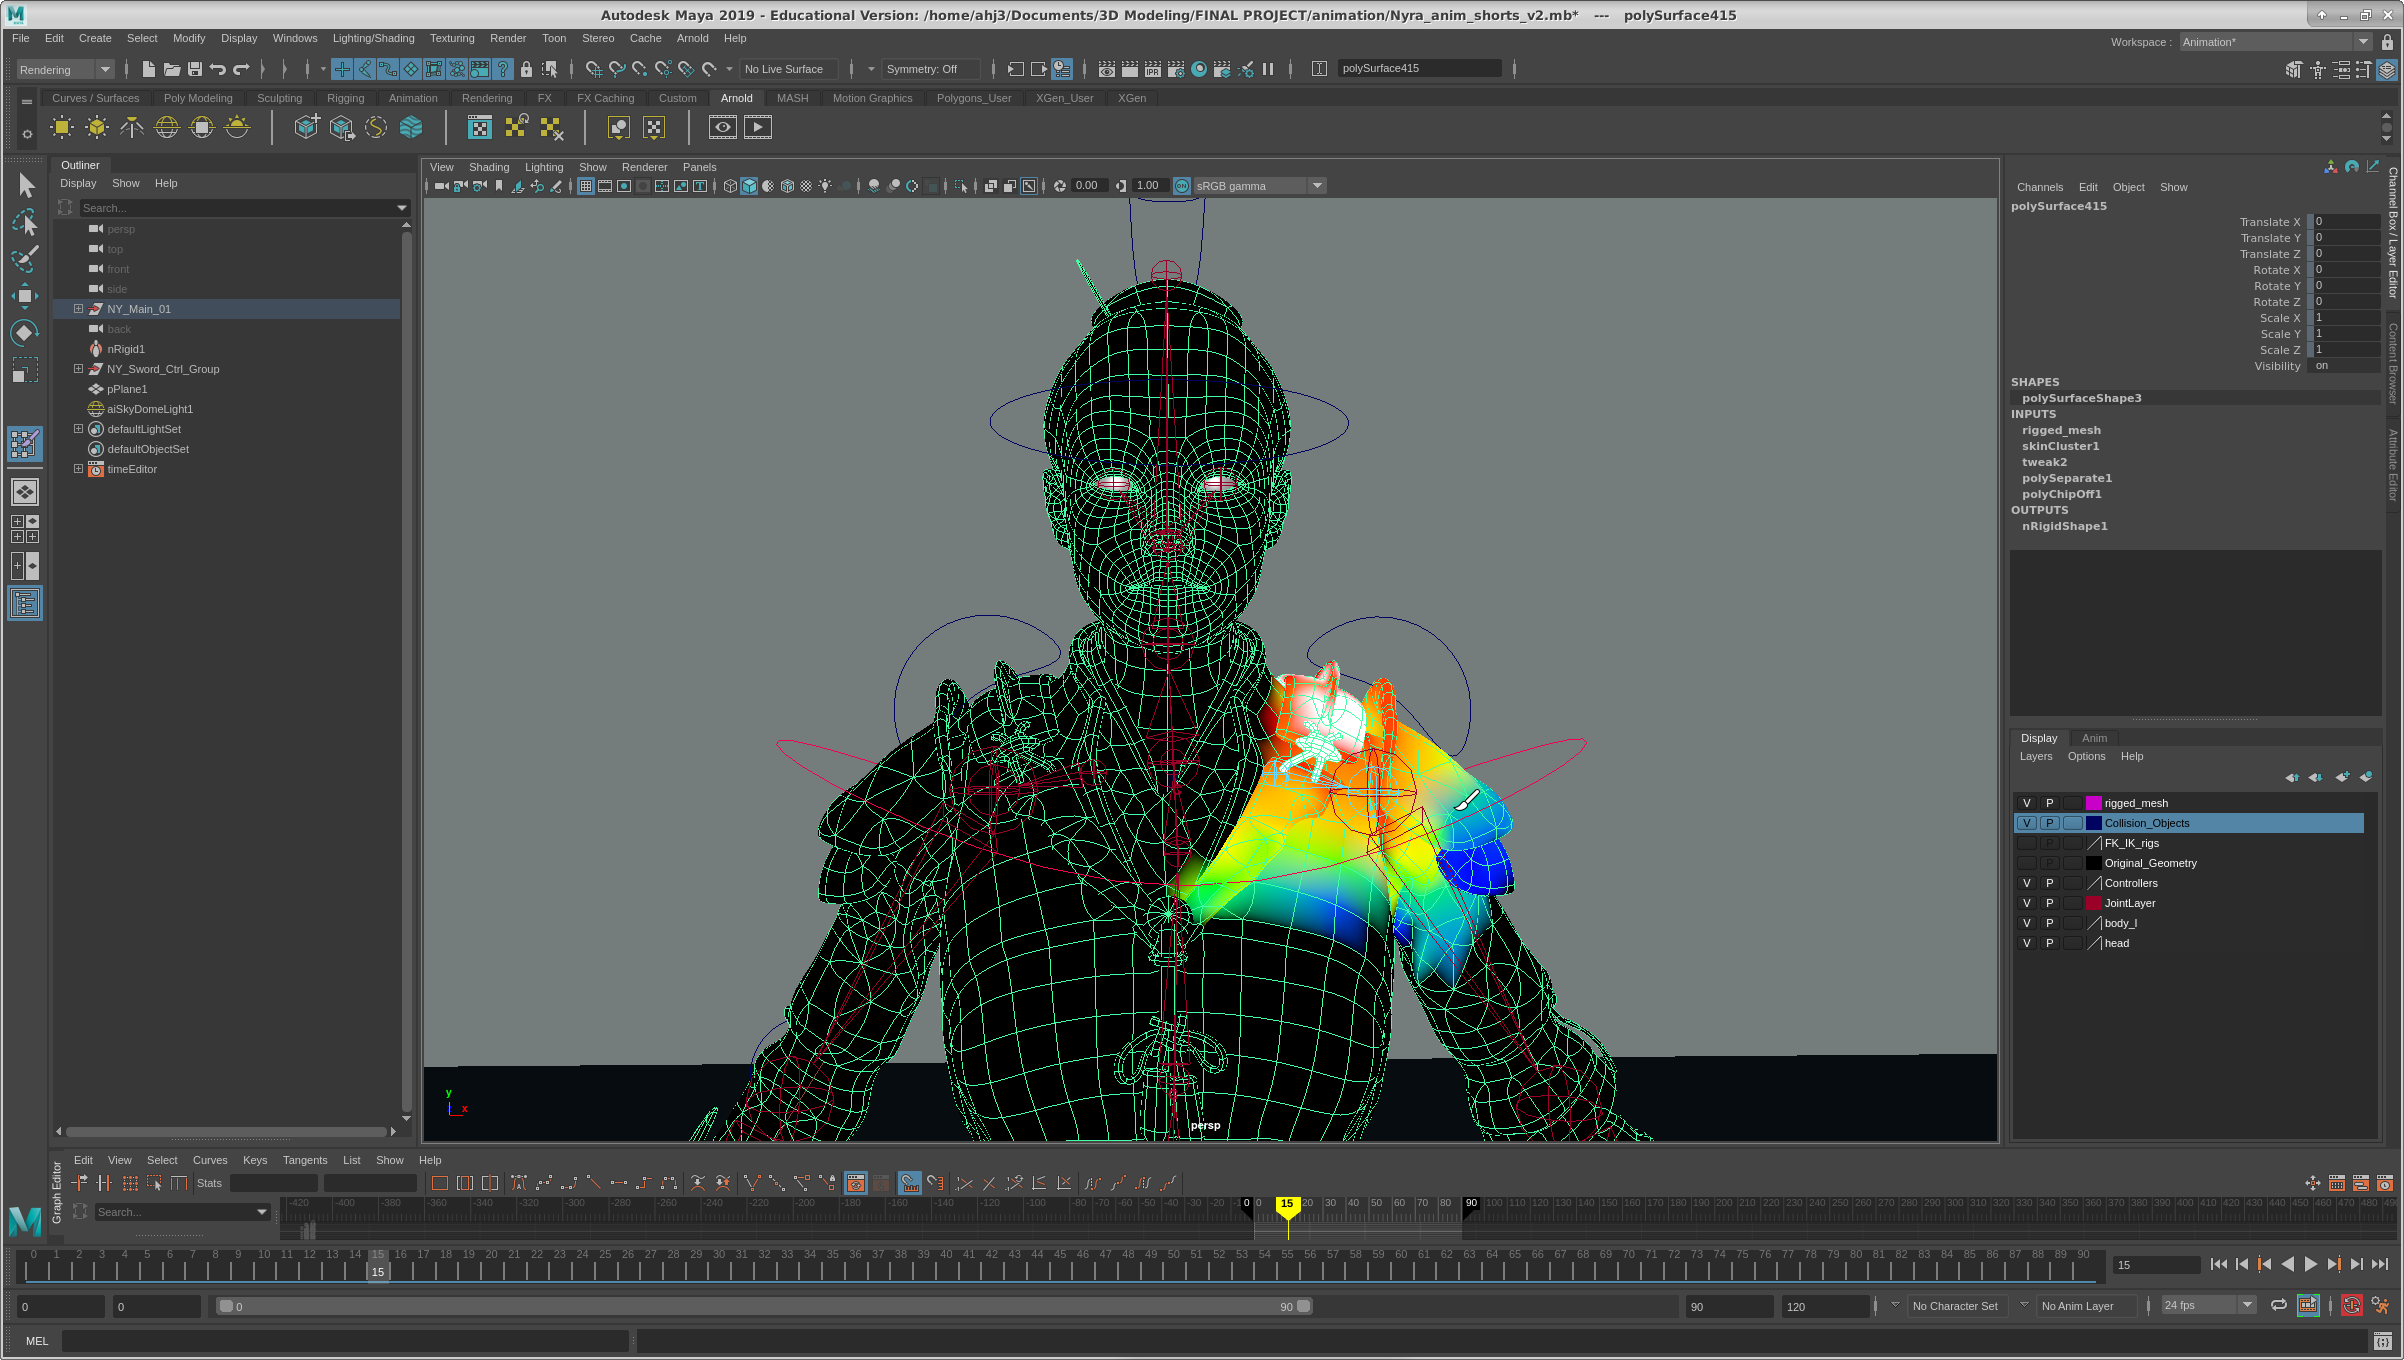 Autodesk Maya 2019 - Educational Version: /home/ahj3/Documents/3D Modeling/FINAL PROJECT/animation/Nyra_anim_shorts_v2.mb* --- polySurface415
File Edit Create Select Modify Display Windows Lighting/Shading Texturing Render Toon Stereo Cache Arnold Help
Workspace : Animation*
Rendering
No Live Surface
Symmetry: Off
IPR
polySurface415
Curves / Surfaces Poly Modeling Sculpting Rigging Animation Rendering FX FX Caching Custom Arnold MASH Motion Graphics Polygons_User XGen_User XGen
Outliner
Display Show Help
Search...
persp
top
front
side
NY_Main_01
back
nRigid1
NY_Sword_Ctrl_Group
pPlane1
aiSkyDomeLight1
defaultLightSet
defaultObjectSet
timeEditor
View Shading Lighting Show Renderer Panels
0.00 1.00 sRGB gamma
y
x
persp
Channels Edit Object Show
polySurface415
Translate X 0
Translate Y 0
Translate Z 0
Rotate X 0
Rotate Y 0
Rotate Z 0
Scale X 1
Scale Y 1
Scale Z 1
Visibility on
SHAPES
polySurfaceShape3
INPUTS
rigged_mesh
skinCluster1
tweak2
polySeparate1
polyChipOff1
OUTPUTS
nRigidShape1
Channel Box / Layer Editor
Content Browser
Attribute Editor
Display Anim
Layers Options Help
V P rigged_mesh
V P Collision_Objects
FK_IK_rigs
P Original_Geometry
V P Controllers
V P JointLayer
V P body_l
V P head
Graph Editor
Edit View Select Curves Keys Tangents List Show Help
Stats
Search...
-420 -400 -380 -360 -340 -320 -300 -280 -260 -240 -220 -200 -180 -160 -140 -120 -100 -80 -70 -60 -50 -40 -30 -20 -10 0 0 15 20 30 40 50 60 70 80 90 100 110 120 130 140 150 160 170 180 190 200 210 220 230 240 250 260 270 280 290 300 310 320 330 340 350 360 370 380 390 400 410 420 430 440 450 460 470 480
0 1 2 3 4 5 6 7 8 9 10 11 12 13 14 15 16 17 18 19 20 21 22 23 24 25 26 27 28 29 30 31 32 33 34 35 36 37 38 39 40 41 42 43 44 45 46 47 48 49 50 51 52 53 54 55 56 57 58 59 60 61 62 63 64 65 66 67 68 69 70 71 72 73 74 75 76 77 78 79 80 81 82 83 84 85 86 87 88 89 90
15
15
0 0 0 90 90 120 No Character Set No Anim Layer 24 fps
MEL